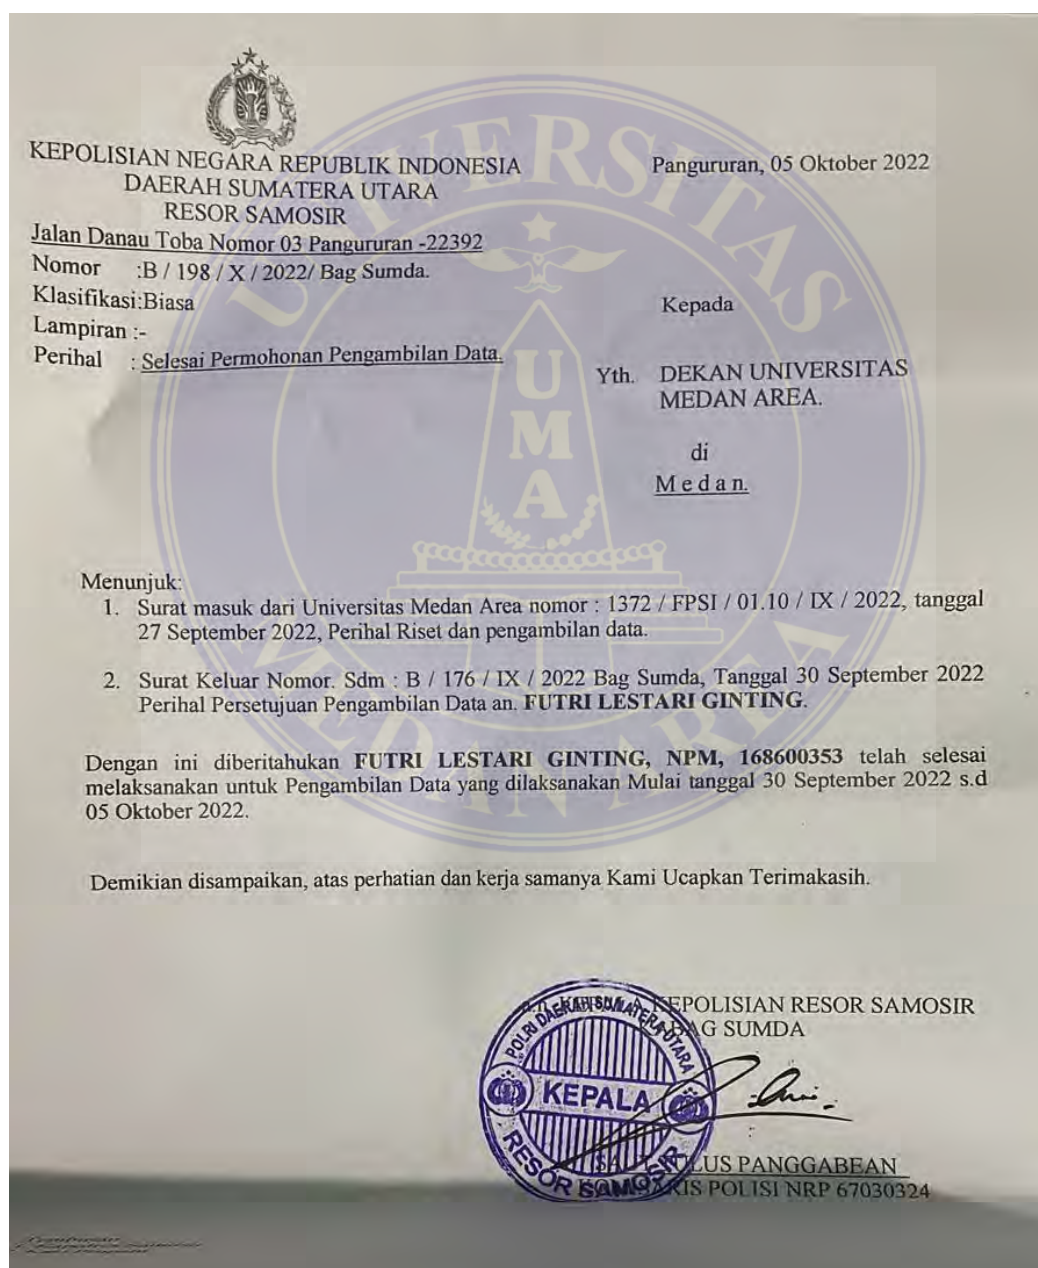 KEPOLISIAN NEGARA REPUBLIK INDONESIA
DAERAH SUMATERA UTARA
RESOR SAMOSIR
Jalan Danau Toba Nomor 03 Pangururan -22392
Pangururan, 05 Oktober 2022
Nomor :B / 198 / X / 2022/ Bag Sumda.
Klasifikasi:Biasa
Lampiran :-
Perihal : Selesai Permohonan Pengambilan Data.
Kepada
Yth. DEKAN UNIVERSITAS
MEDAN AREA.
di
M e d a n.
Menunjuk:
1. Surat masuk dari Universitas Medan Area nomor : 1372 / FPSI / 01.10 / IX / 2022, tanggal
27 September 2022, Perihal Riset dan pengambilan data.
2. Surat Keluar Nomor. Sdm : B / 176 / IX / 2022 Bag Sumda, Tanggal 30 September 2022
Perihal Persetujuan Pengambilan Data an. FUTRI LESTARI GINTING.
Dengan ini diberitahukan FUTRI LESTARI GINTING, NPM, 168600353 telah selesai
melaksanakan untuk Pengambilan Data yang dilaksanakan Mulai tanggal 30 September 2022 s.d
05 Oktober 2022.
Demikian disampaikan, atas perhatian dan kerja samanya Kami Ucapkan Terimakasih.
a.n. KEPALA KEPOLISIAN RESOR SAMOSIR
KABAG SUMDA
POLRI DAERAH SUMATERA UTARA
KEPALA
RESOR SAMOSIR
PANGGABEAN
POLISI NRP 67030324
UNIVERSITAS
MEDAN AREA
UMA